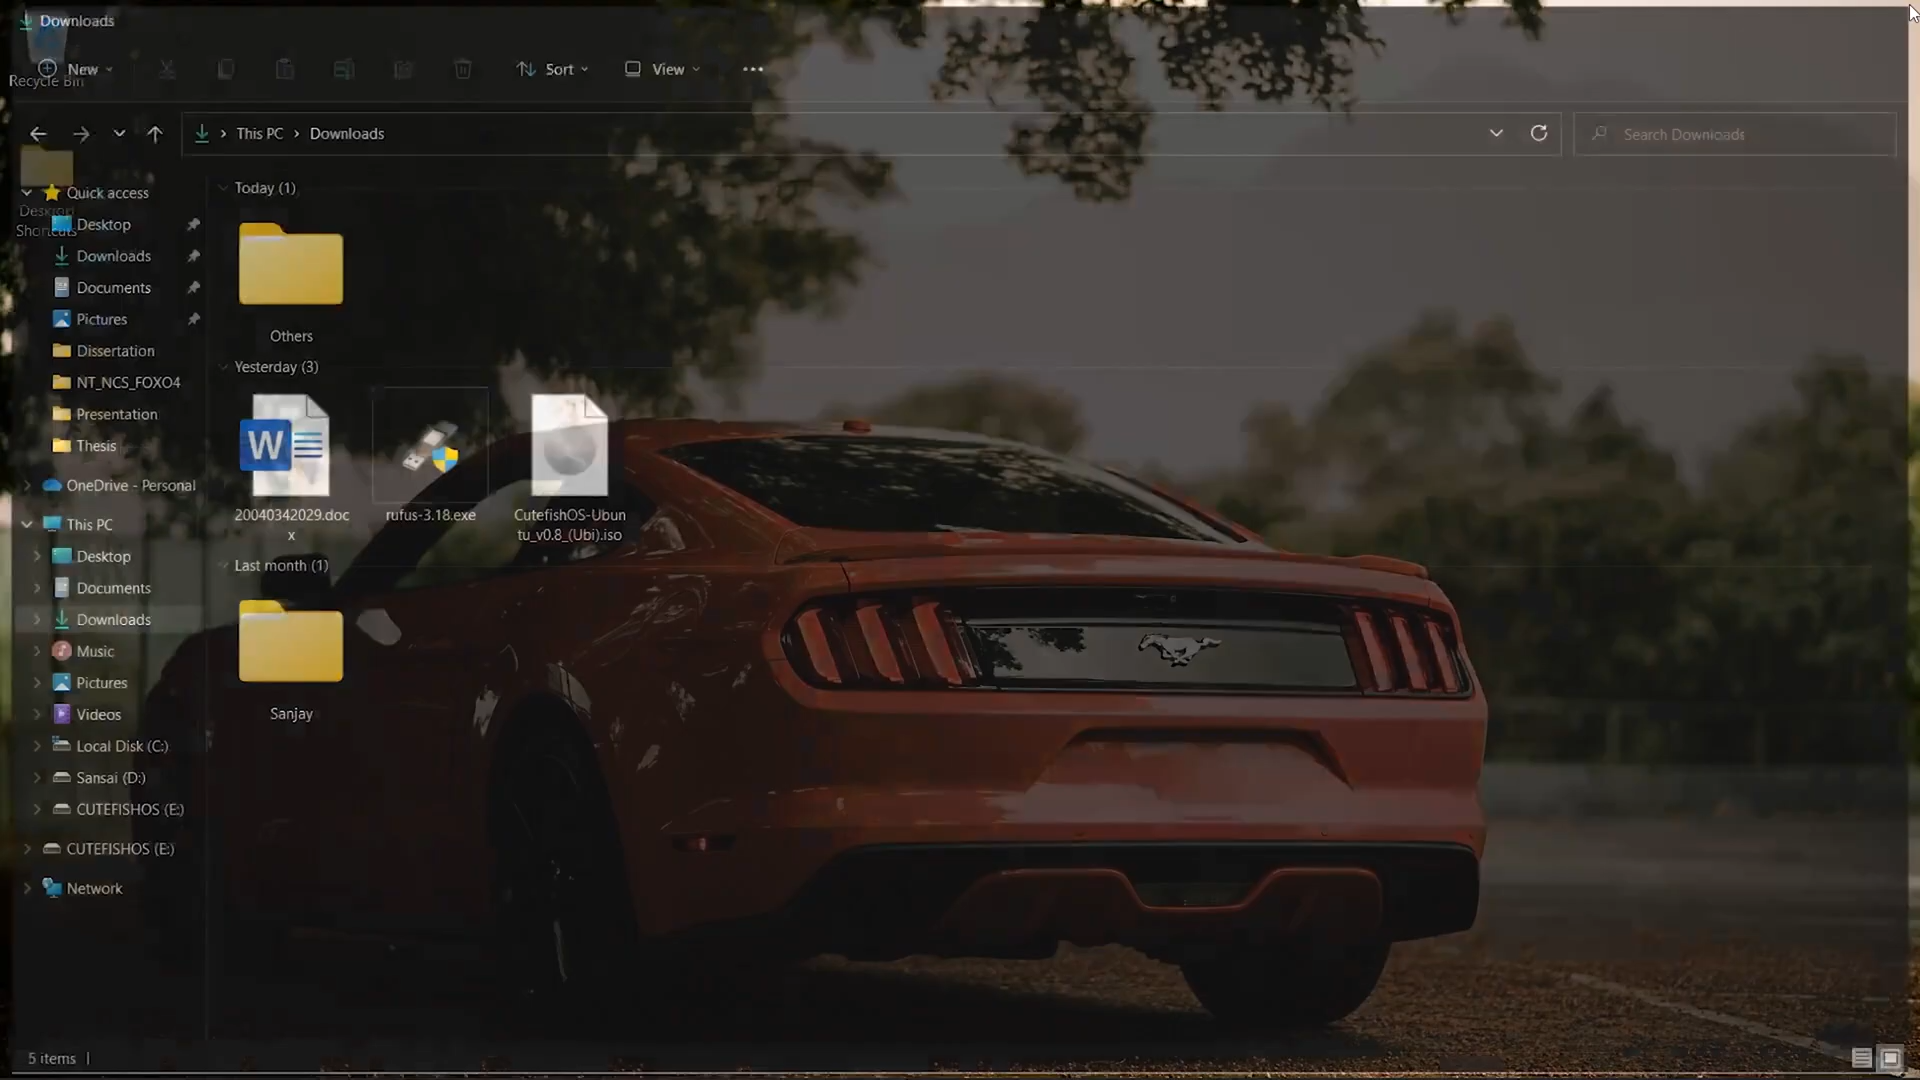 Downloads
New
Sort
View
Recycle Bin
This PC
Downloads
Search Downloads
Quick access
Desktop
Shortcuts
Desktop
Downloads
Documents
Pictures
Dissertation
NT_NCS_FOXO4
Presentation
Thesis
OneDrive - Personal
This PC
Desktop
Documents
Downloads
Music
Pictures
Videos
Local Disk (C:)
Sansai (D:)
CUTEFISHOS (E:)
CUTEFISHOS (E:)
Network
Today (1)
Others
Yesterday (3)
20040342029.doc
x
rufus-3.18.exe
CutefishOS-Ubun
tu_v0.8_(Ubi).iso
Last month (1)
Sanjay
5 items